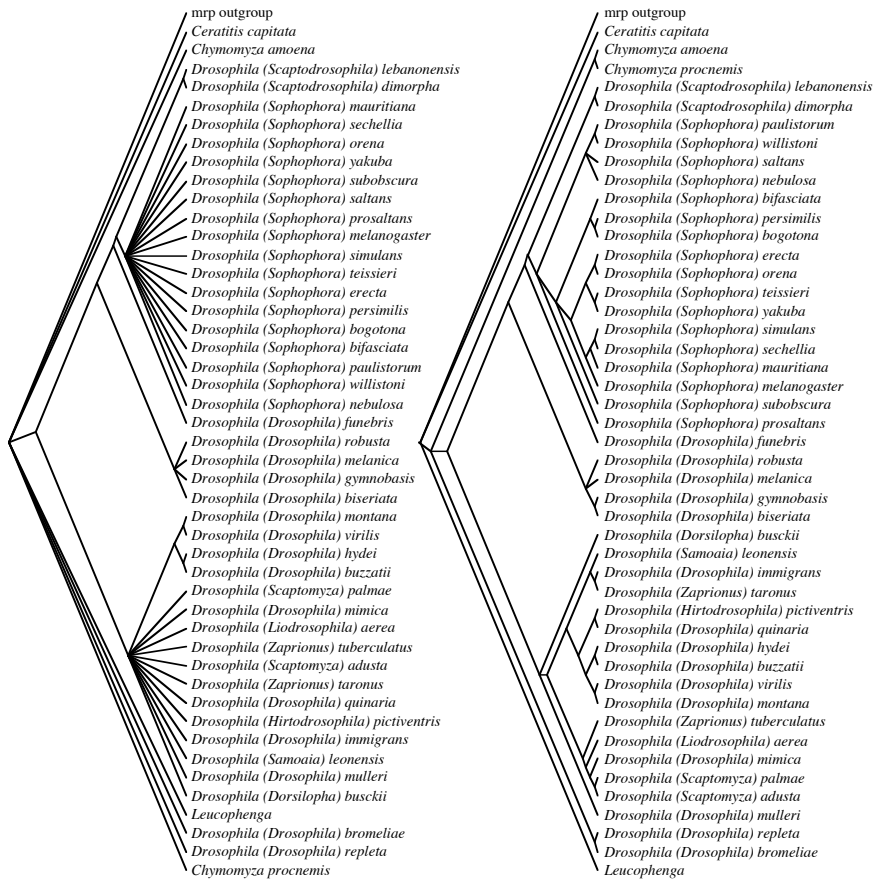 mrp outgroup
Ceratitis capitata
Chymomyza amoena
Drosophila (Scaptodrosophila) lebanonensis
Drosophila (Scaptodrosophila) dimorpha
Drosophila (Sophophora) mauritiana
Drosophila (Sophophora) sechellia
Drosophila (Sophophora) orena
Drosophila (Sophophora) yakuba
Drosophila (Sophophora) subobscura
Drosophila (Sophophora) saltans
Drosophila (Sophophora) prosaltans
Drosophila (Sophophora) melanogaster
Drosophila (Sophophora) simulans
Drosophila (Sophophora) teissieri
Drosophila (Sophophora) erecta
Drosophila (Sophophora) persimilis
Drosophila (Sophophora) bogotona
Drosophila (Sophophora) bifasciata
Drosophila (Sophophora) paulistorum
Drosophila (Sophophora) willistoni
Drosophila (Sophophora) nebulosa
Drosophila (Drosophila) funebris
Drosophila (Drosophila) robusta
Drosophila (Drosophila) melanica
Drosophila (Drosophila) gymnobasis
Drosophila (Drosophila) biseriata
Drosophila (Drosophila) montana
Drosophila (Drosophila) virilis
Drosophila (Drosophila) hydei
Drosophila (Drosophila) buzzatii
Drosophila (Scaptomyza) palmae
Drosophila (Drosophila) mimica
Drosophila (Liodrosophila) aerea
Drosophila (Zaprionus) tuberculatus
Drosophila (Scaptomyza) adusta
Drosophila (Zaprionus) taronus
Drosophila (Drosophila) quinaria
Drosophila (Hirtodrosophila) pictiventris
Drosophila (Drosophila) immigrans
Drosophila (Samoaia) leonensis
Drosophila (Drosophila) mulleri
Drosophila (Dorsilopha) busckii
Leucophenga
Drosophila (Drosophila) bromeliae
Drosophila (Drosophila) repleta
Chymomyza procnemis
mrp outgroup
Ceratitis capitata
Chymomyza amoena
Chymomyza procnemis
Drosophila (Scaptodrosophila) lebanonensis
Drosophila (Scaptodrosophila) dimorpha
Drosophila (Sophophora) paulistorum
Drosophila (Sophophora) willistoni
Drosophila (Sophophora) saltans
Drosophila (Sophophora) nebulosa
Drosophila (Sophophora) bifasciata
Drosophila (Sophophora) persimilis
Drosophila (Sophophora) bogotona
Drosophila (Sophophora) erecta
Drosophila (Sophophora) orena
Drosophila (Sophophora) teissieri
Drosophila (Sophophora) yakuba
Drosophila (Sophophora) simulans
Drosophila (Sophophora) sechellia
Drosophila (Sophophora) mauritiana
Drosophila (Sophophora) melanogaster
Drosophila (Sophophora) subobscura
Drosophila (Sophophora) prosaltans
Drosophila (Drosophila) funebris
Drosophila (Drosophila) robusta
Drosophila (Drosophila) melanica
Drosophila (Drosophila) gymnobasis
Drosophila (Drosophila) biseriata
Drosophila (Dorsilopha) busckii
Drosophila (Samoaia) leonensis
Drosophila (Drosophila) immigrans
Drosophila (Zaprionus) taronus
Drosophila (Hirtodrosophila) pictiventris
Drosophila (Drosophila) quinaria
Drosophila (Drosophila) hydei
Drosophila (Drosophila) buzzatii
Drosophila (Drosophila) virilis
Drosophila (Drosophila) montana
Drosophila (Zaprionus) tuberculatus
Drosophila (Liodrosophila) aerea
Drosophila (Drosophila) mimica
Drosophila (Scaptomyza) palmae
Drosophila (Scaptomyza) adusta
Drosophila (Drosophila) mulleri
Drosophila (Drosophila) repleta
Drosophila (Drosophila) bromeliae
Leucophenga